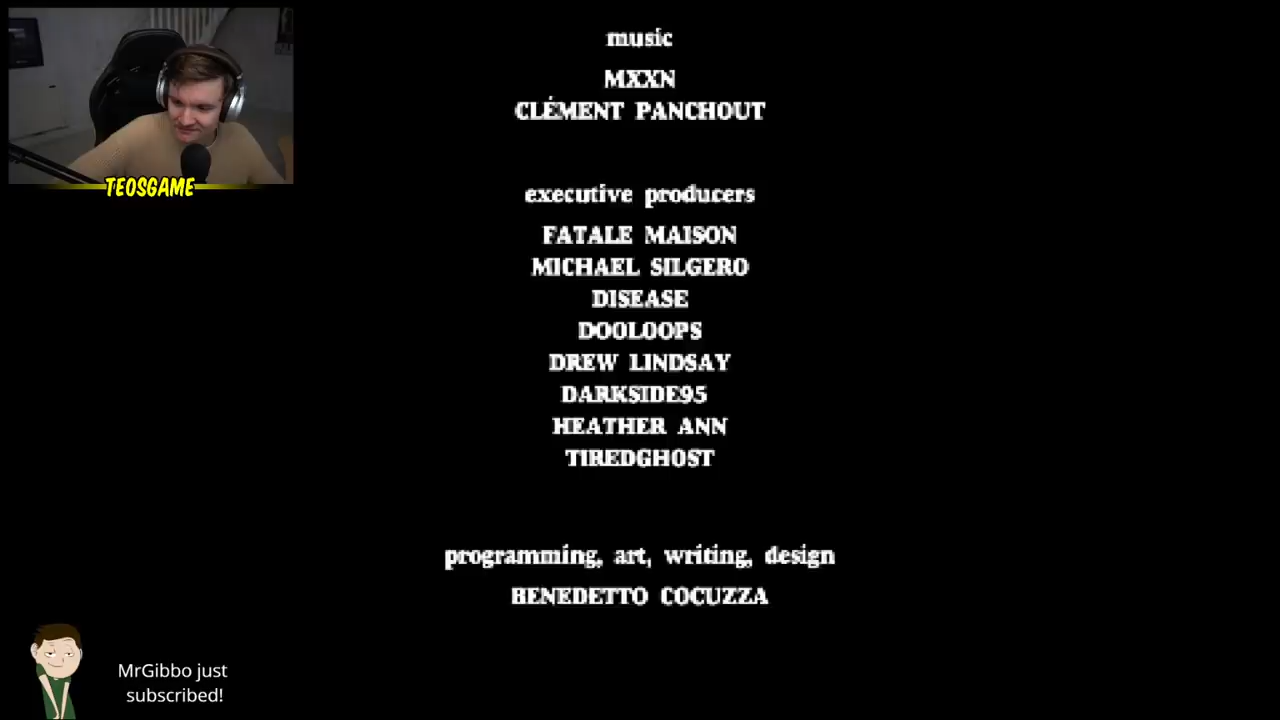 music
MXXN
CLÉMENT PANCHOUT
executive producers
FATALE MAISON
MICHAEL SILGERO
DISEASE
DOOLOOPS
DREW LINDSAY
DARKSIDE95
HEATHER ANN
TIREDGHOST
programming, art, writing, design
BENEDETTO COCUZZA
TEOSGAME
MrGibbo just
subscribed!